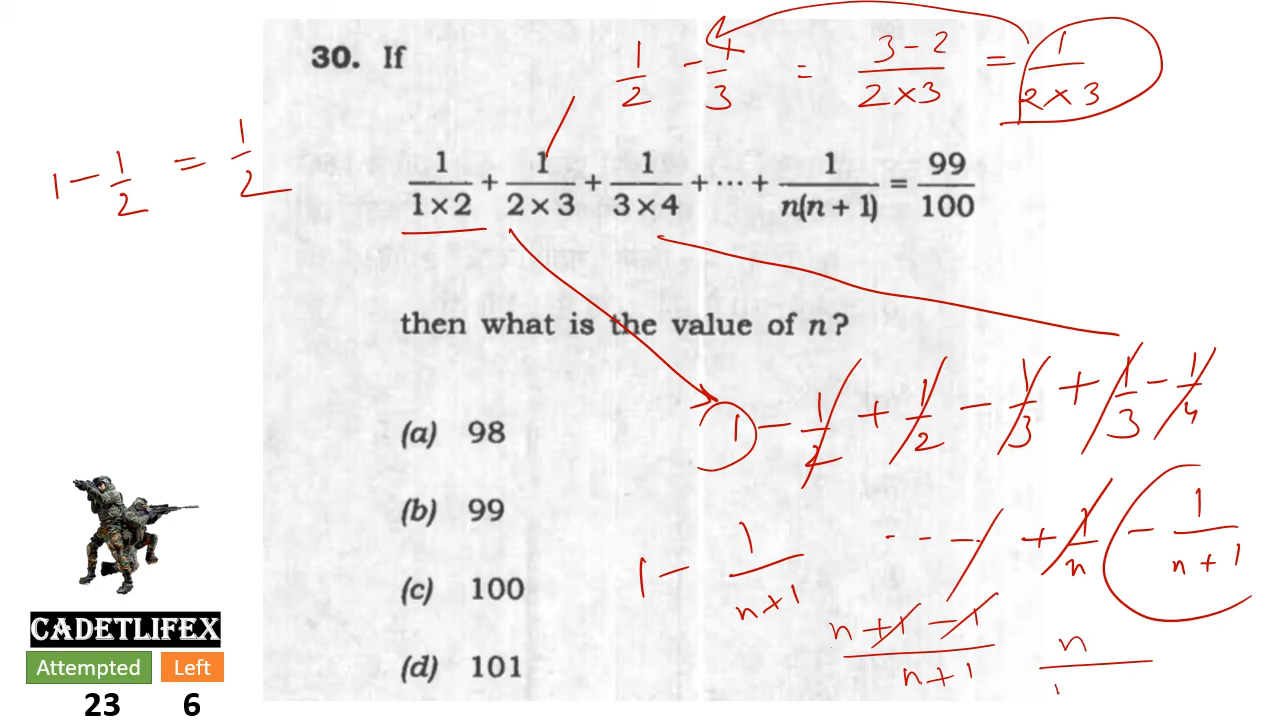 30. If
1/2 - 1/3 = (3 - 2)/(2 × 3) = 1/(2 × 3)
1 - 1/2 = 1/2
1/(1 × 2) + 1/(2 × 3) + 1/(3 × 4) + ... + 1/(n(n + 1)) = 99/100
then what is the value of n?
1 - 1/2 + 1/2 - 1/3 + 1/3 - 1/4
(a) 98
(b) 99
--- + 1/n - 1/(n + 1)
1 - 1/(n + 1)
(c) 100
(n + 1 - 1)/(n + 1)
n
(d) 101
CADETLIFEX
Attempted Left
23 6